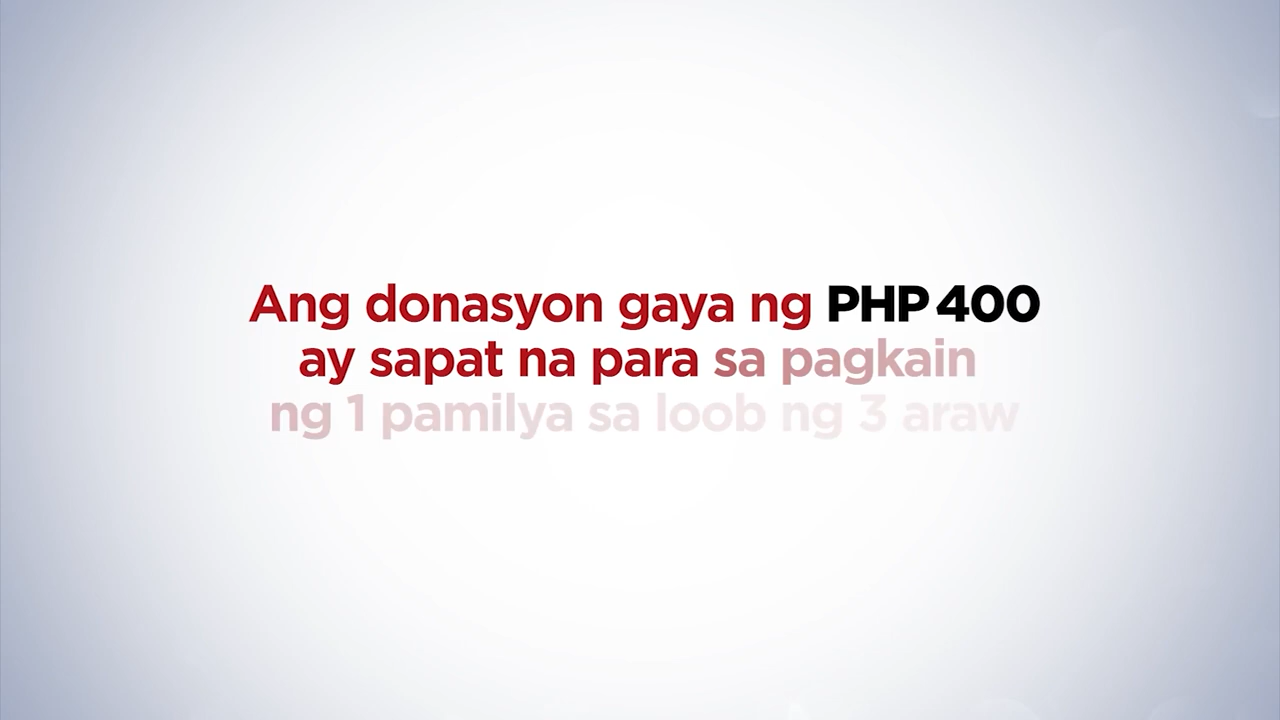 Ang donasyon gaya ng PHP 400
ay sapat na para sa pagkain
ng 1 pamilya sa loob ng 3 araw